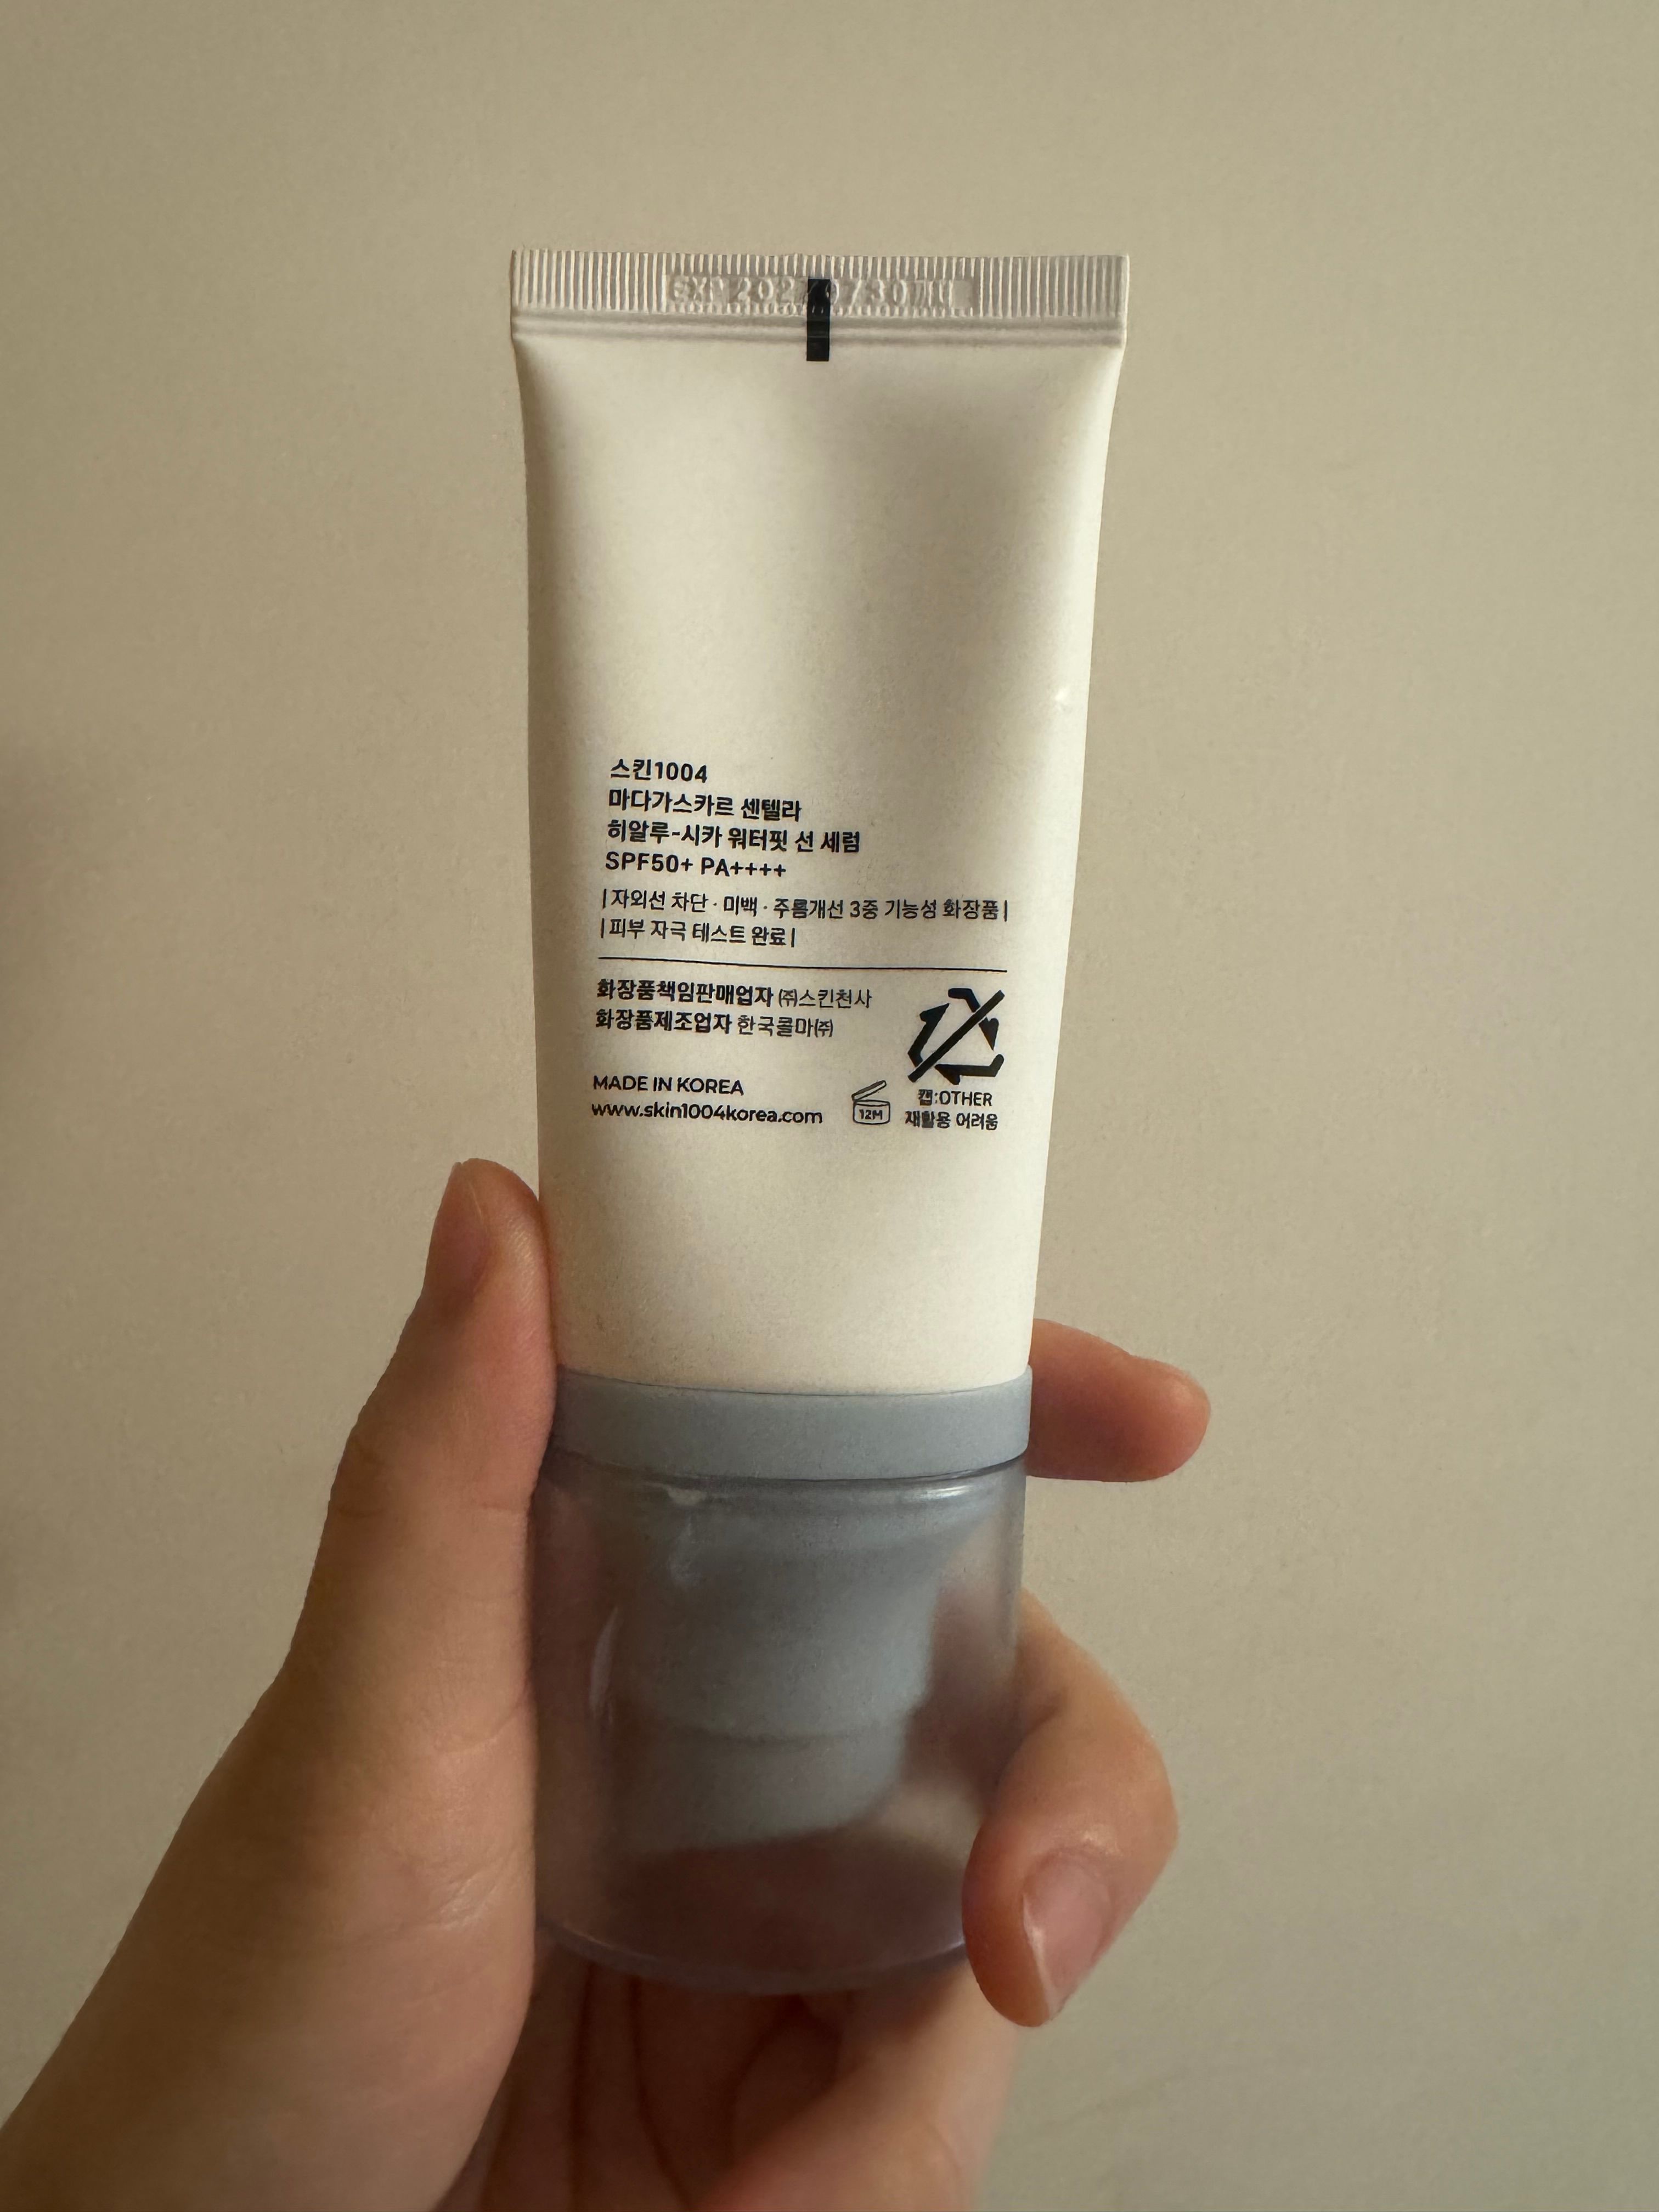 스킨1004
마다가스카르 센텔라
히알루-시카 워터핏 선 세럼
SPF50+ PA++++
|자외선 차단·미백·주름개선 3중 기능성 화장품|
|피부 자극 테스트 완료|
화장품책임판매업자 ㈜스킨천사
화장품제조업자 한국콜마㈜
MADE IN KOREA
www.skin1004korea.com
12M
캡:OTHER
재활용 어려움